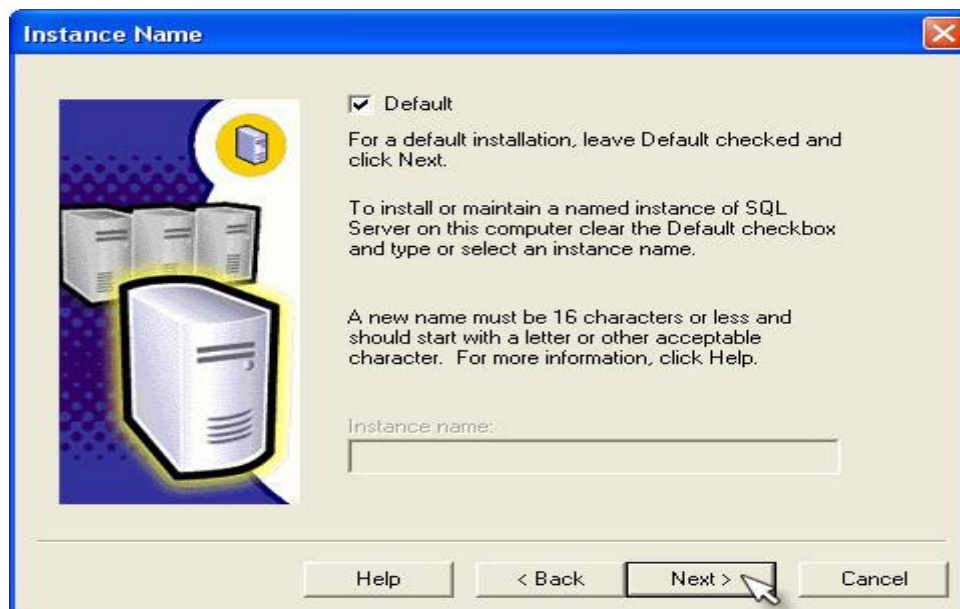 Instance Name
Default
For a default installation, leave Default checked and
click Next.
To install or maintain a named instance of SQL
Server on this computer clear the Default checkbox
and type or select an instance name.
A new name must be 16 characters or less and
should start with a letter or other acceptable
character. For more information, click Help.
Instance name:
Help
< Back
Next >
Cancel